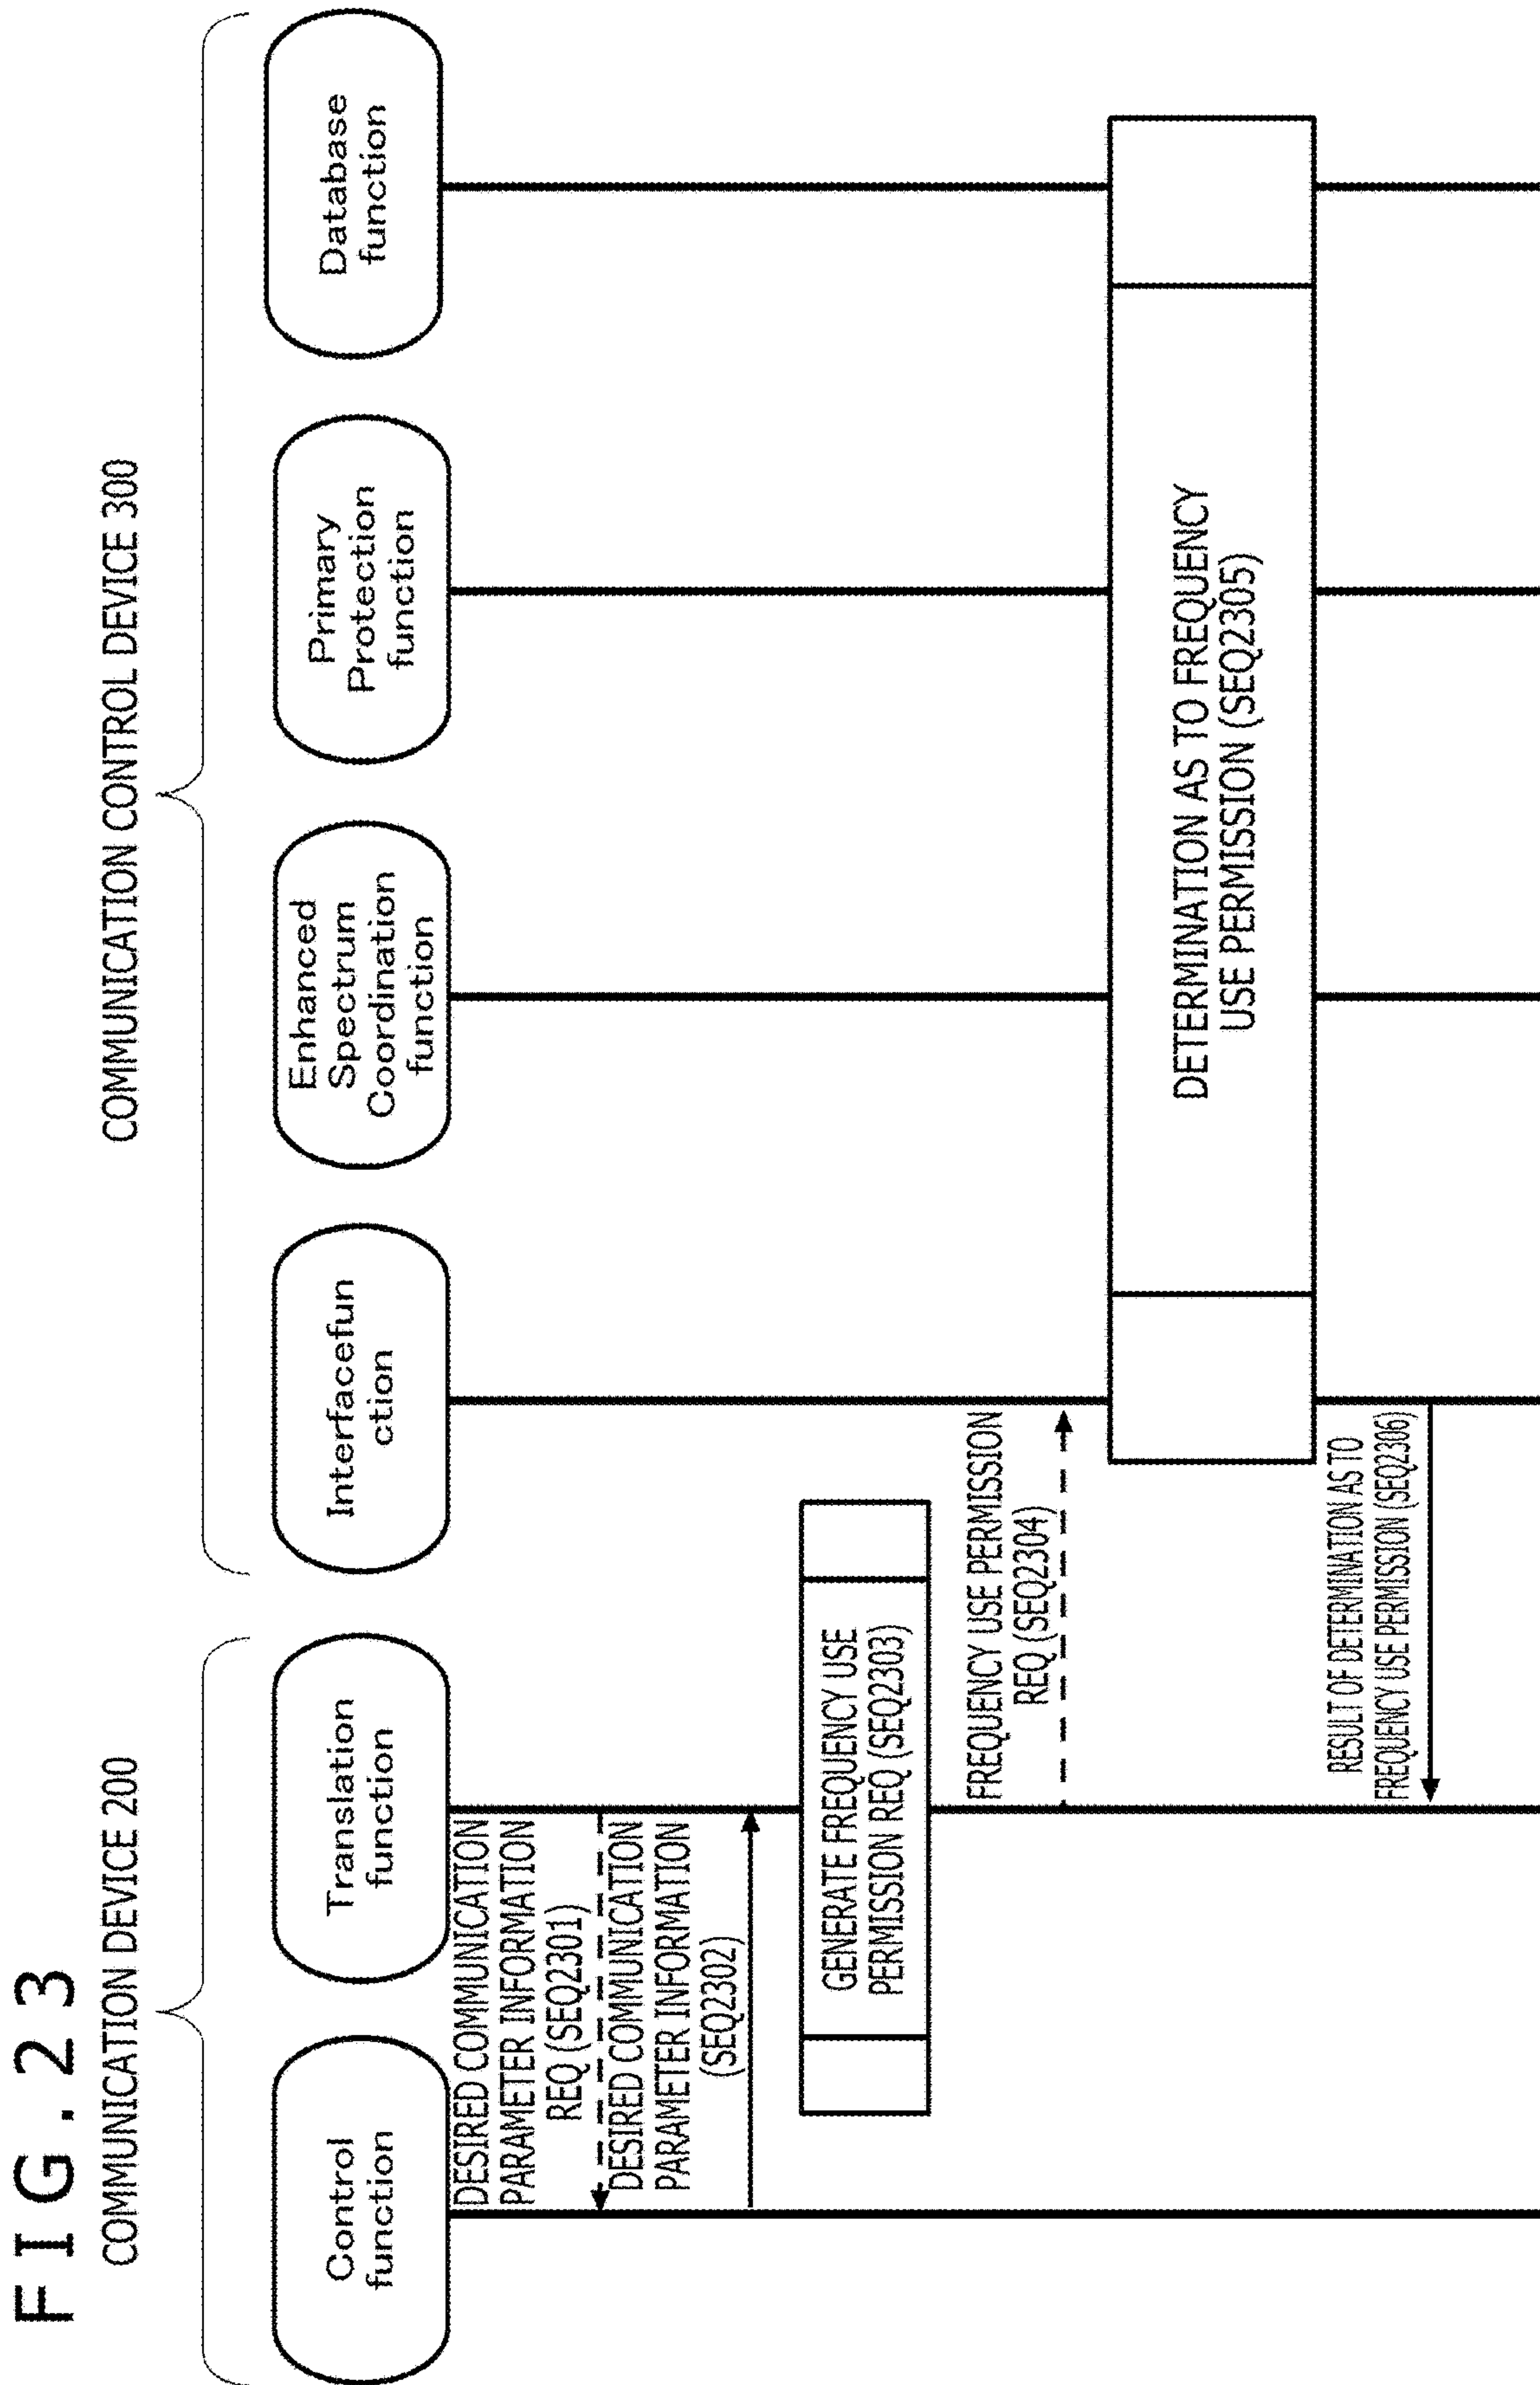 FIG.23
COMMUNICATION DEVICE 200
COMMUNICATION CONTROL DEVICE 300
Control
function
Translation
function
Interfacefun
ction
Enhanced
Spectrum
Coordination
function
Primary
Protection
function
Database
function
DESIRED COMMUNICATION
PARAMETER INFORMATION
REQ (SEQ2301)
DESIRED COMMUNICATION
PARAMETER INFORMATION
(SEQ2302)
GENERATE FREQUENCY USE
PERMISSION REQ (SEQ2303)
FREQUENCY USE PERMISSION
REQ (SEQ2304)
DETERMINATION AS TO FREQUENCY
USE PERMISSION (SEQ2305)
RESULT OF DETERMINATION AS TO
FREQUENCY USE PERMISSION (SEQ2306)